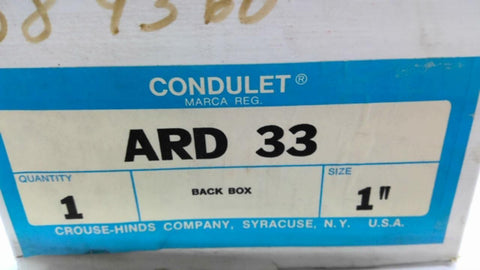 CONDULET®
MARCA REG.
ARD 33
QUANTITY
1
BACK BOX
SIZE
1"
CROUSE-HINDS COMPANY, SYRACUSE, N.Y. U.S.A.